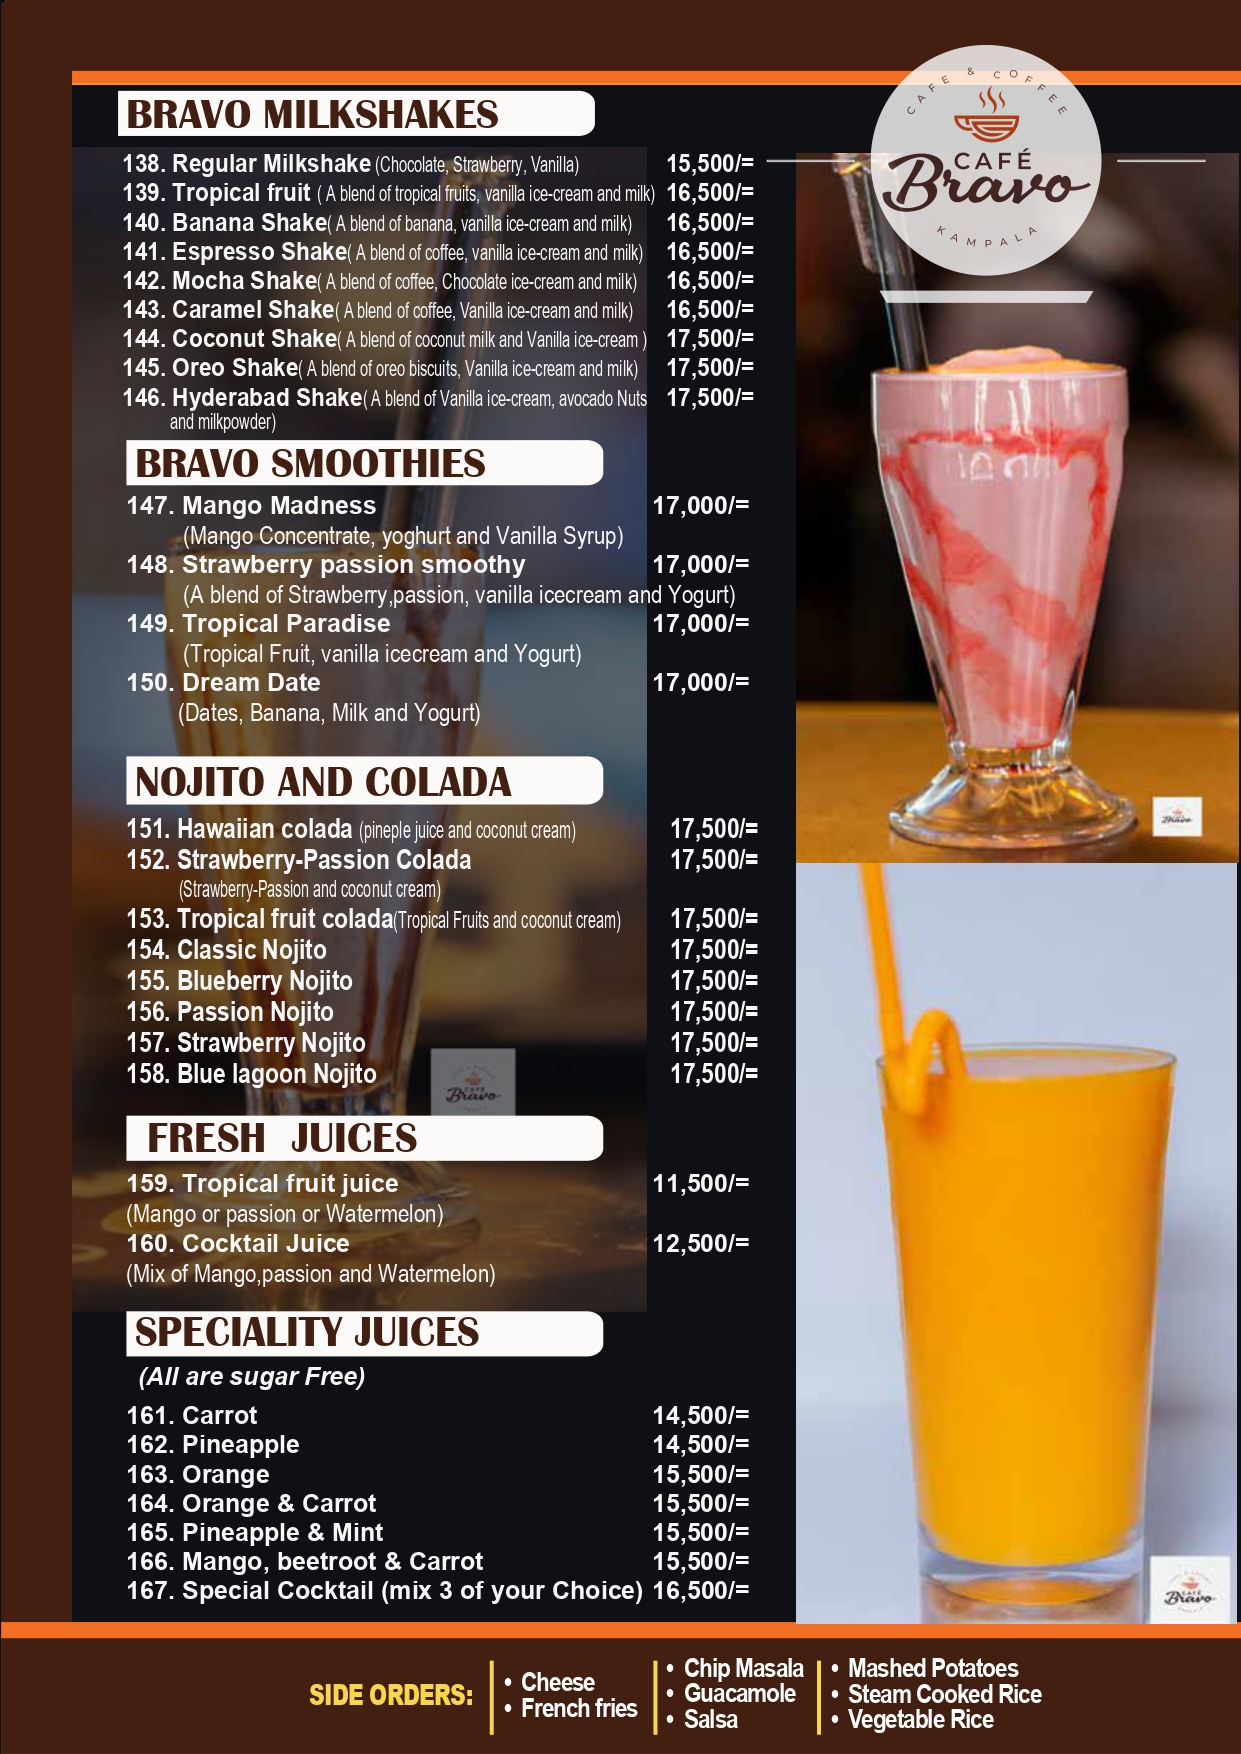 CAFE & COFFEE
CAFÉ
Bravo
KAMPALA
BRAVO MILKSHAKES
138. Regular Milkshake (Chocolate, Strawberry, Vanilla) 15,500/=
139. Tropical fruit ( A blend of tropical fruits, vanilla ice-cream and milk) 16,500/=
140. Banana Shake( A blend of banana, vanilla ice-cream and milk) 16,500/=
141. Espresso Shake( A blend of coffee, vanilla ice-cream and milk) 16,500/=
142. Mocha Shake( A blend of coffee, Chocolate ice-cream and milk) 16,500/=
143. Caramel Shake( A blend of coffee, Vanilla ice-cream and milk) 16,500/=
144. Coconut Shake( A blend of coconut milk and Vanilla ice-cream ) 17,500/=
145. Oreo Shake( A blend of oreo biscuits, Vanilla ice-cream and milk) 17,500/=
146. Hyderabad Shake( A blend of Vanilla ice-cream, avocado Nuts 17,500/=
and milkpowder)
BRAVO SMOOTHIES
147. Mango Madness 17,000/=
(Mango Concentrate, yoghurt and Vanilla Syrup)
148. Strawberry passion smoothy 17,000/=
(A blend of Strawberry,passion, vanilla icecream and Yogurt)
149. Tropical Paradise 17,000/=
(Tropical Fruit, vanilla icecream and Yogurt)
150. Dream Date 17,000/=
(Dates, Banana, Milk and Yogurt)
NOJITO AND COLADA
151. Hawaiian colada (pineple juice and coconut cream) 17,500/=
152. Strawberry-Passion Colada 17,500/=
(Strawberry-Passion and coconut cream)
153. Tropical fruit colada(Tropical Fruits and coconut cream) 17,500/=
154. Classic Nojito 17,500/=
155. Blueberry Nojito 17,500/=
156. Passion Nojito 17,500/=
157. Strawberry Nojito 17,500/=
158. Blue lagoon Nojito 17,500/=
CAFÉ
Bravo
FRESH JUICES
159. Tropical fruit juice 11,500/=
(Mango or passion or Watermelon)
160. Cocktail Juice 12,500/=
(Mix of Mango,passion and Watermelon)
SPECIALITY JUICES
(All are sugar Free)
161. Carrot 14,500/=
162. Pineapple 14,500/=
163. Orange 15,500/=
164. Orange & Carrot 15,500/=
165. Pineapple & Mint 15,500/=
166. Mango, beetroot & Carrot 15,500/=
167. Special Cocktail (mix 3 of your Choice) 16,500/=
Bravo
CAFÉ
Bravo
SIDE ORDERS:
• Cheese
• French fries
• Chip Masala
• Guacamole
• Salsa
• Mashed Potatoes
• Steam Cooked Rice
• Vegetable Rice